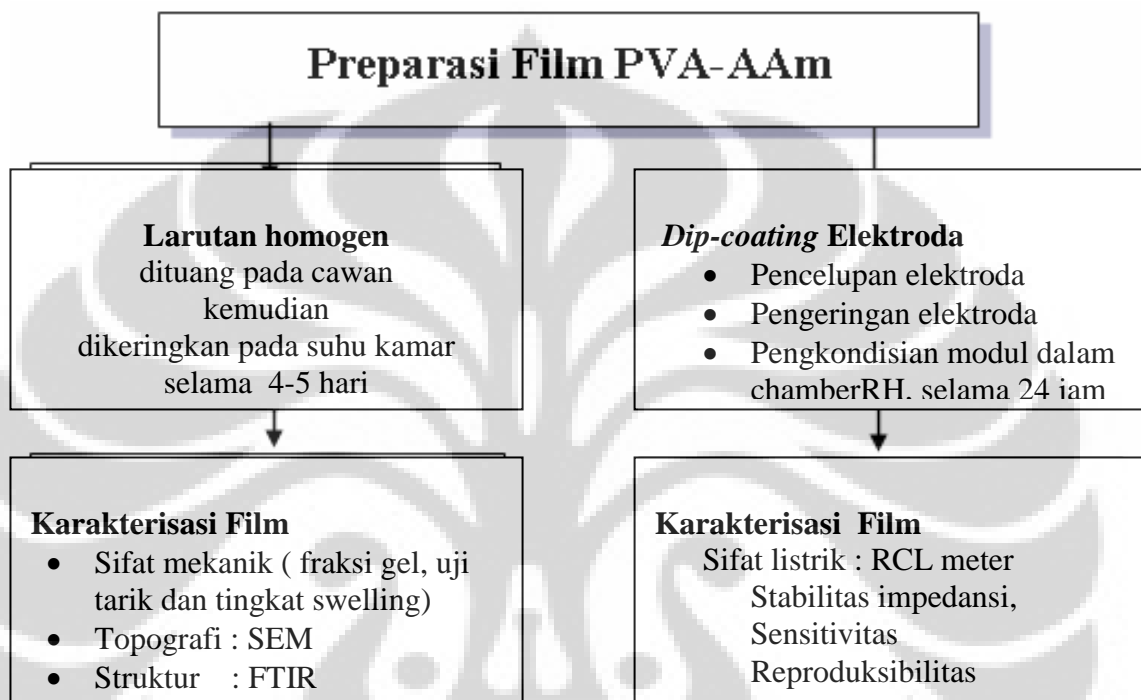 Preparasi Film PVA-AAm
Larutan homogen
dituang pada cawan
kemudian
dikeringkan pada suhu kamar
selama 4-5 hari
Dip-coating Elektroda
• Pencelupan elektroda
• Pengeringan elektroda
• Pengkondisian modul dalam
chamberRH, selama 24 jam
Karakterisasi Film
• Sifat mekanik ( fraksi gel, uji
tarik dan tingkat swelling)
• Topografi : SEM
• Struktur : FTIR
Karakterisasi Film
Sifat listrik : RCL meter
Stabilitas impedansi,
Sensitivitas
Reproduksibilitas